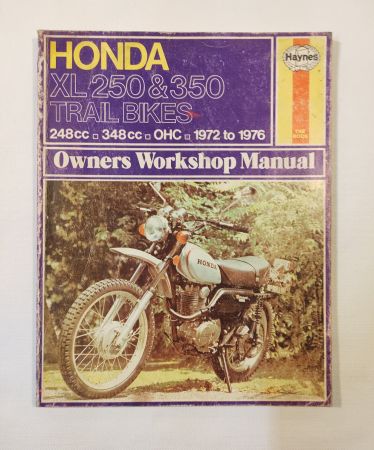 HONDA
XL 250 & 350
TRAIL BIKES
248cc □ 348cc □ OHC □ 1972 to 1976
Haynes
Owners Workshop Manual
HONDA